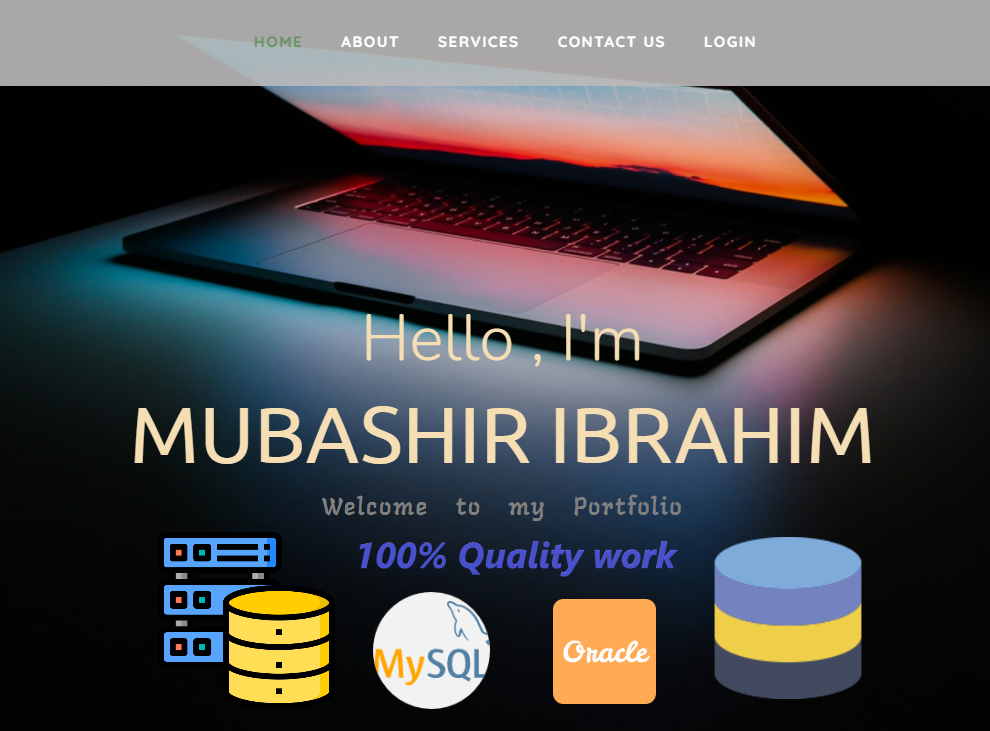 HOME ABOUT SERVICES CONTACT US LOGIN
Hello , I'm
MUBASHIR IBRAHIM
Welcome to my Portfolio
100% Quality work
MySQL Oracle